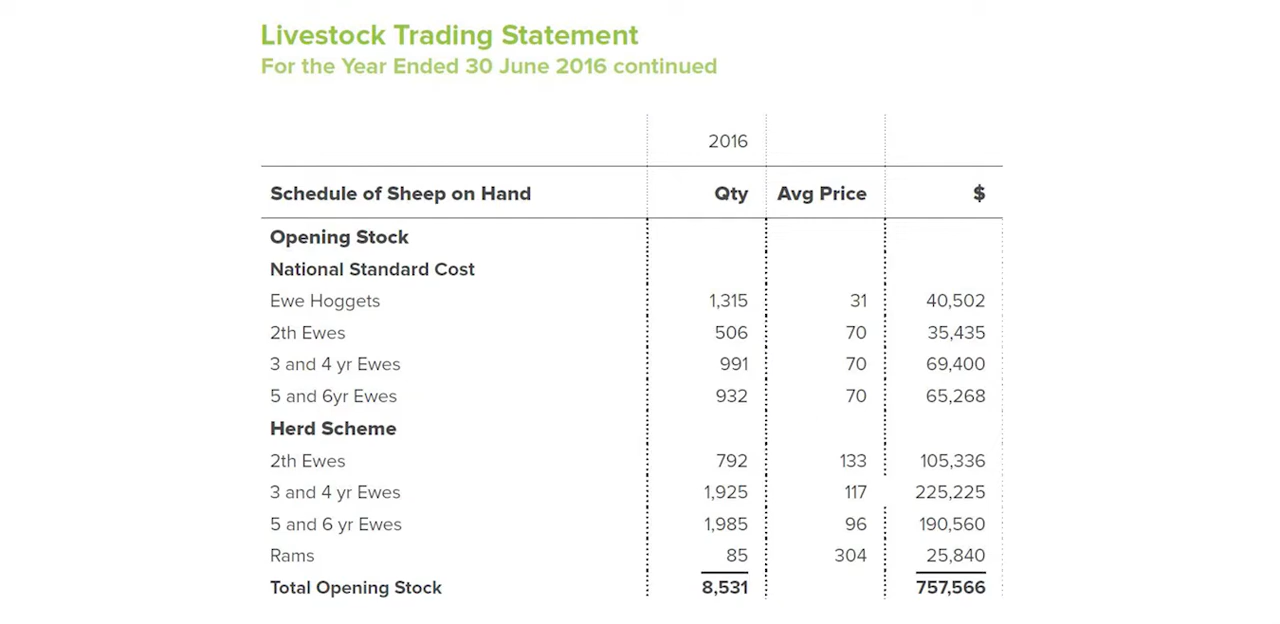 Livestock Trading Statement
For the Year Ended 30 June 2016 continued
2016
Schedule of Sheep on Hand Qty Avg Price $
Opening Stock
National Standard Cost
Ewe Hoggets 1,315 31 40,502
2th Ewes 506 70 35,435
3 and 4 yr Ewes 991 70 69,400
5 and 6yr Ewes 932 70 65,268
Herd Scheme
2th Ewes 792 133 105,336
3 and 4 yr Ewes 1,925 117 225,225
5 and 6 yr Ewes 1,985 96 190,560
Rams 85 304 25,840
Total Opening Stock 8,531 757,566